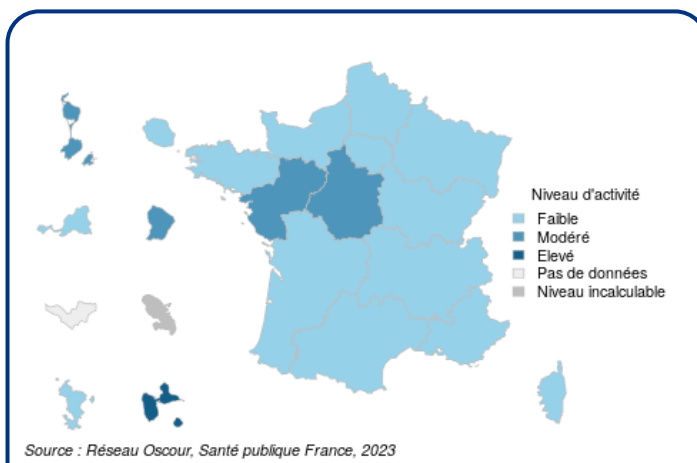 Niveau d'activité
Faible
Modéré
Elevé
Pas de données
Niveau incalculable
Source : Réseau Oscour, Santé publique France, 2023